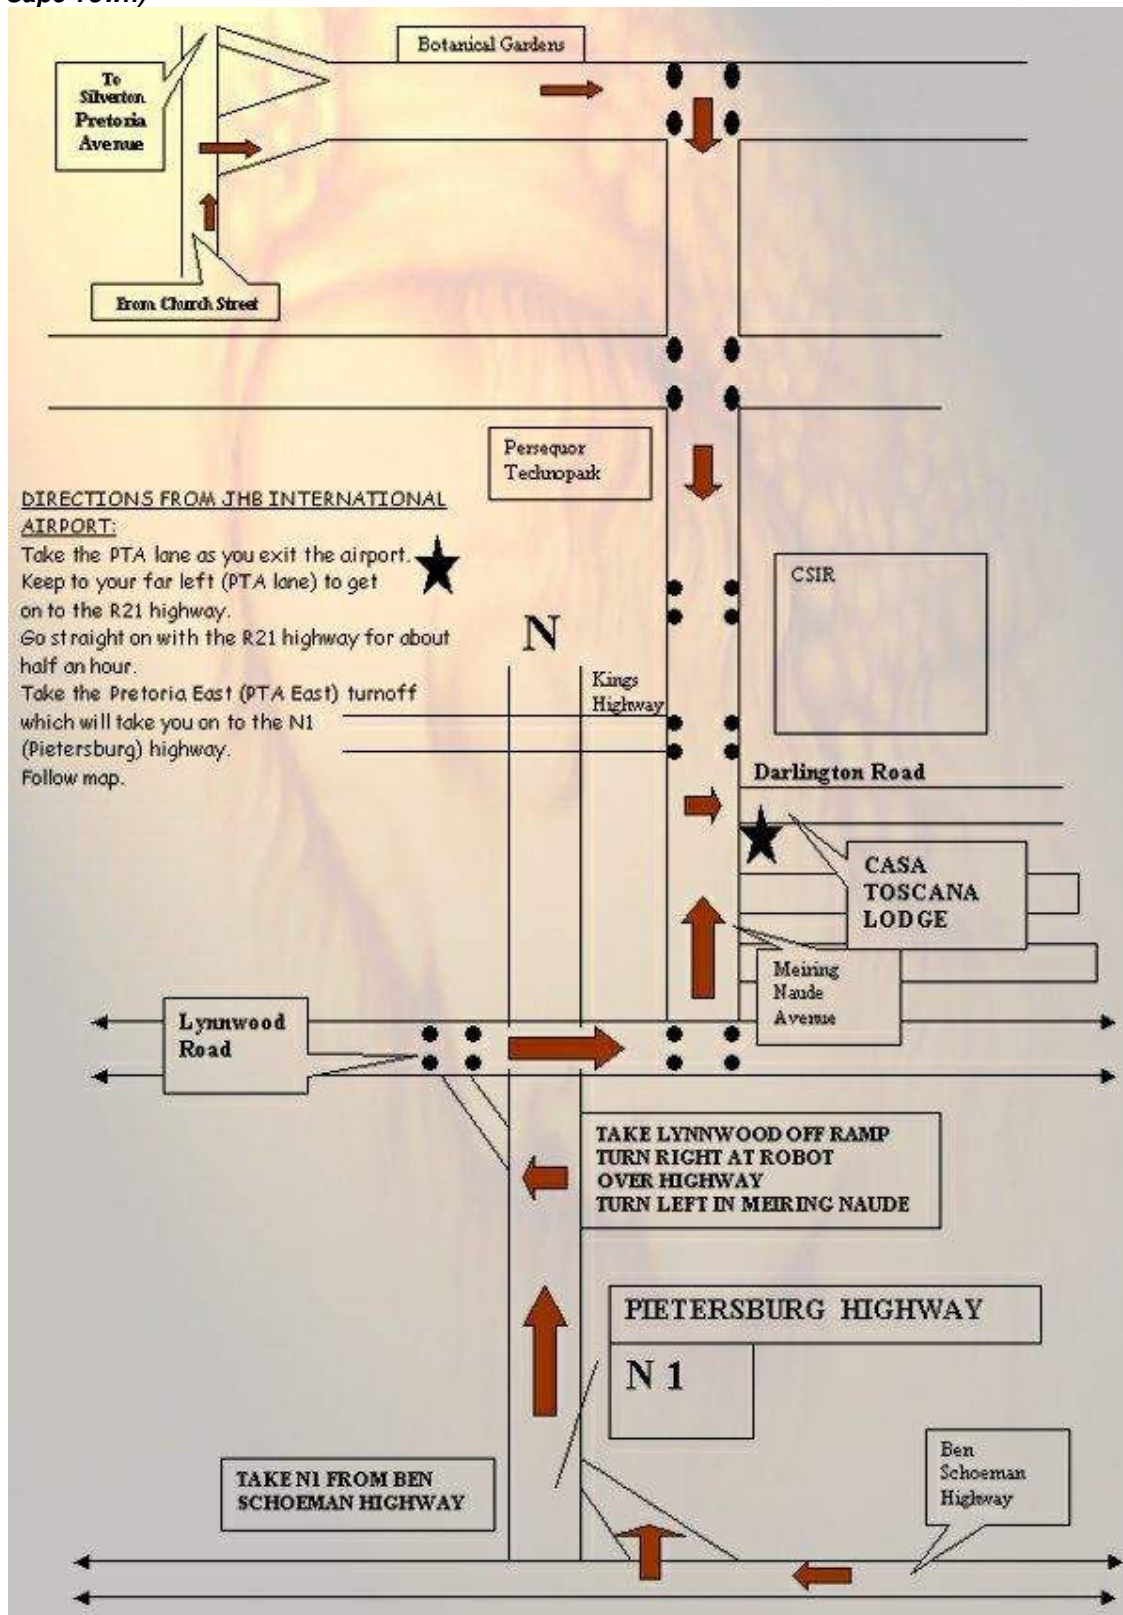 Cape Town)
Botanical Gardens
To
Silverton
Pretoria
Avenue
From Church Street
Persequor
Technopark
DIRECTIONS FROM JHB INTERNATIONAL
AIRPORT:
Take the PTA lane as you exit the airport.
Keep to your far left (PTA lane) to get
on to the R21 highway.
Go straight on with the R21 highway for about
half an hour.
Take the Pretoria East (PTA East) turnoff
which will take you on to the N1
(Pietersburg) highway.
Follow map.
CSIR
N
Kings
Highway
Darlington Road
CASA
TOSCANA
LODGE
Meiring
Naude
Avenue
Lynnwood
Road
TAKE LYNNWOOD OFF RAMP
TURN RIGHT AT ROBOT
OVER HIGHWAY
TURN LEFT IN MEIRING NAUDE
PIETERSBURG HIGHWAY
N 1
TAKE N1 FROM BEN
SCHOEMAN HIGHWAY
Ben
Schoeman
Highway